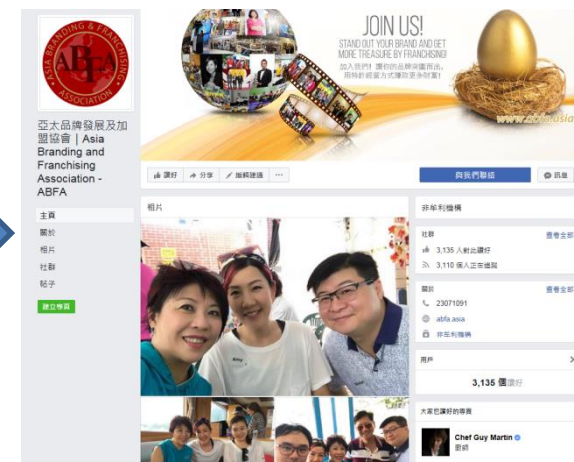 ASIA BRANDING & FRANCHISING ASSOCIATION
ABFA
JOIN US!
STAND OUT YOUR BRAND AND GET
MORE TREASURE BY FRANCHISING!
加入我們! 讓你的品牌突圍而出,
用特許經營方式賺取更多財富!
www.abfa.asia
亞太品牌發展及加
盟協會 | Asia
Branding and
Franchising
Association -
ABFA
讚好 分享 編輯建議 ...
與我們聯絡
訊息
主頁
關於
相片
社群
帖子
建立專頁
相片
非牟利機構
社群 查看全部
3,135 人對此讚好
3,110 個人正在追蹤
關於 查看全部
23071091
abfa.asia
非牟利機構
用戶
3,135 個讚好
大家也讚好的專頁
Chef Guy Martin
廚師